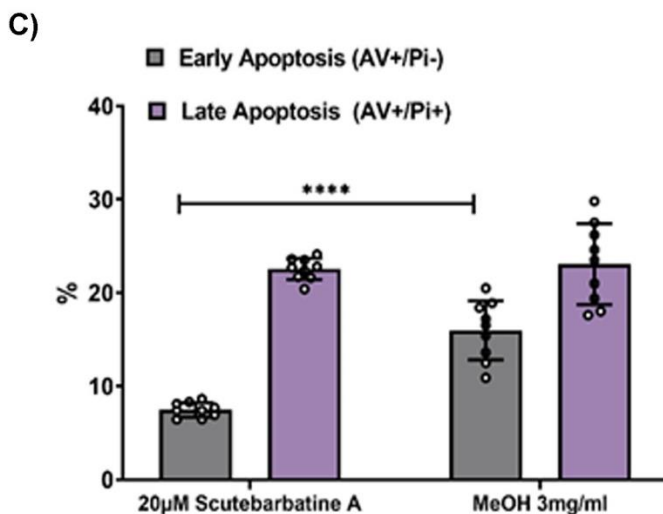 C)
Early Apoptosis (AV+/Pi-)
Late Apoptosis (AV+/Pi+)
40
30
20
10
0
%
****
20μM Scutebarbatine A
MeOH 3mg/ml